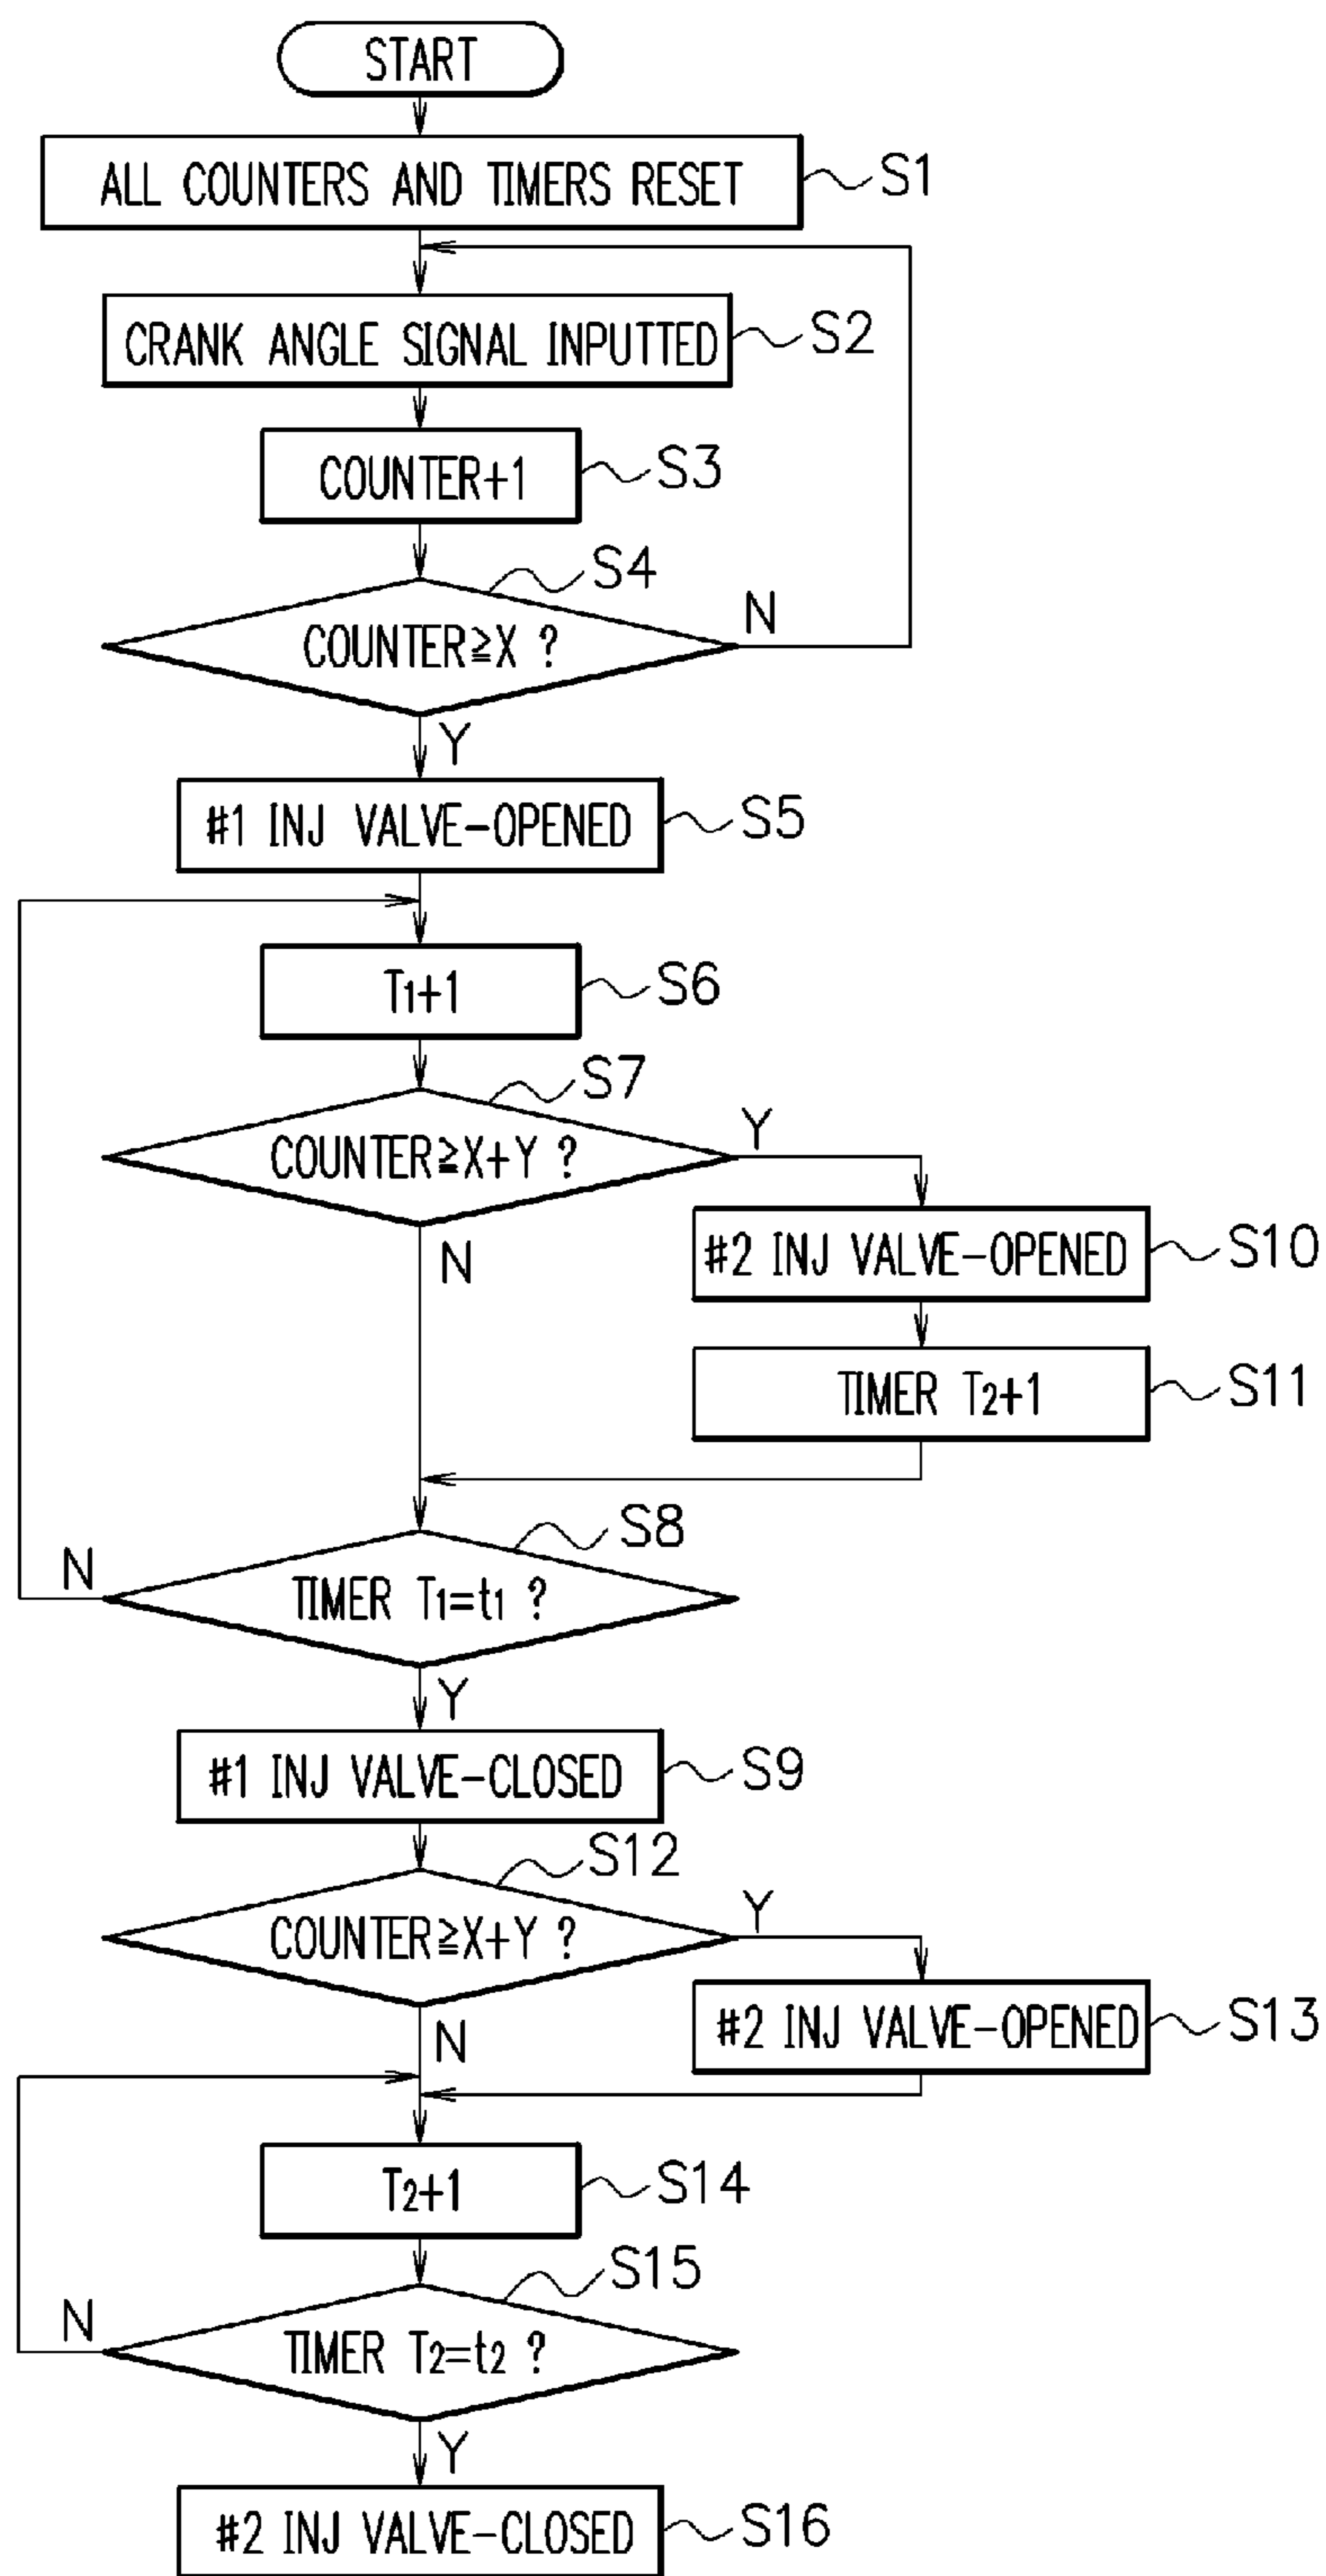 START
ALL COUNTERS AND TIMERS RESET
S1
CRANK ANGLE SIGNAL INPUTTED
S2
COUNTER+1
S3
S4
COUNTER≧X ?
N
Y
#1 INJ VALVE-OPENED
S5
T₁+1
S6
S7
COUNTER≧X+Y ?
Y
N
#2 INJ VALVE-OPENED
S10
TIMER T₂+1
S11
S8
TIMER T₁=t₁ ?
N
Y
#1 INJ VALVE-CLOSED
S9
S12
COUNTER≧X+Y ?
Y
N
#2 INJ VALVE-OPENED
S13
T₂+1
S14
S15
TIMER T₂=t₂ ?
N
Y
#2 INJ VALVE-CLOSED
S16